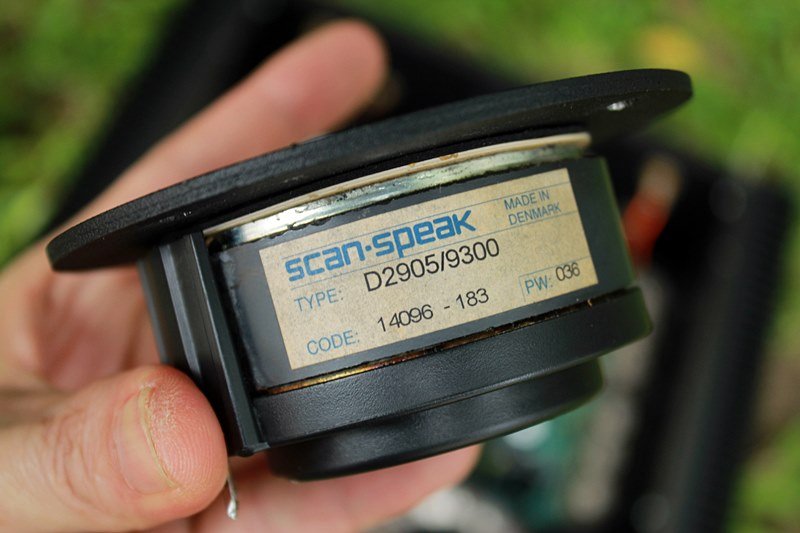 scan-speak
MADE IN
DENMARK
TYPE: D2905/9300
CODE: 14096 - 183
PW: 036